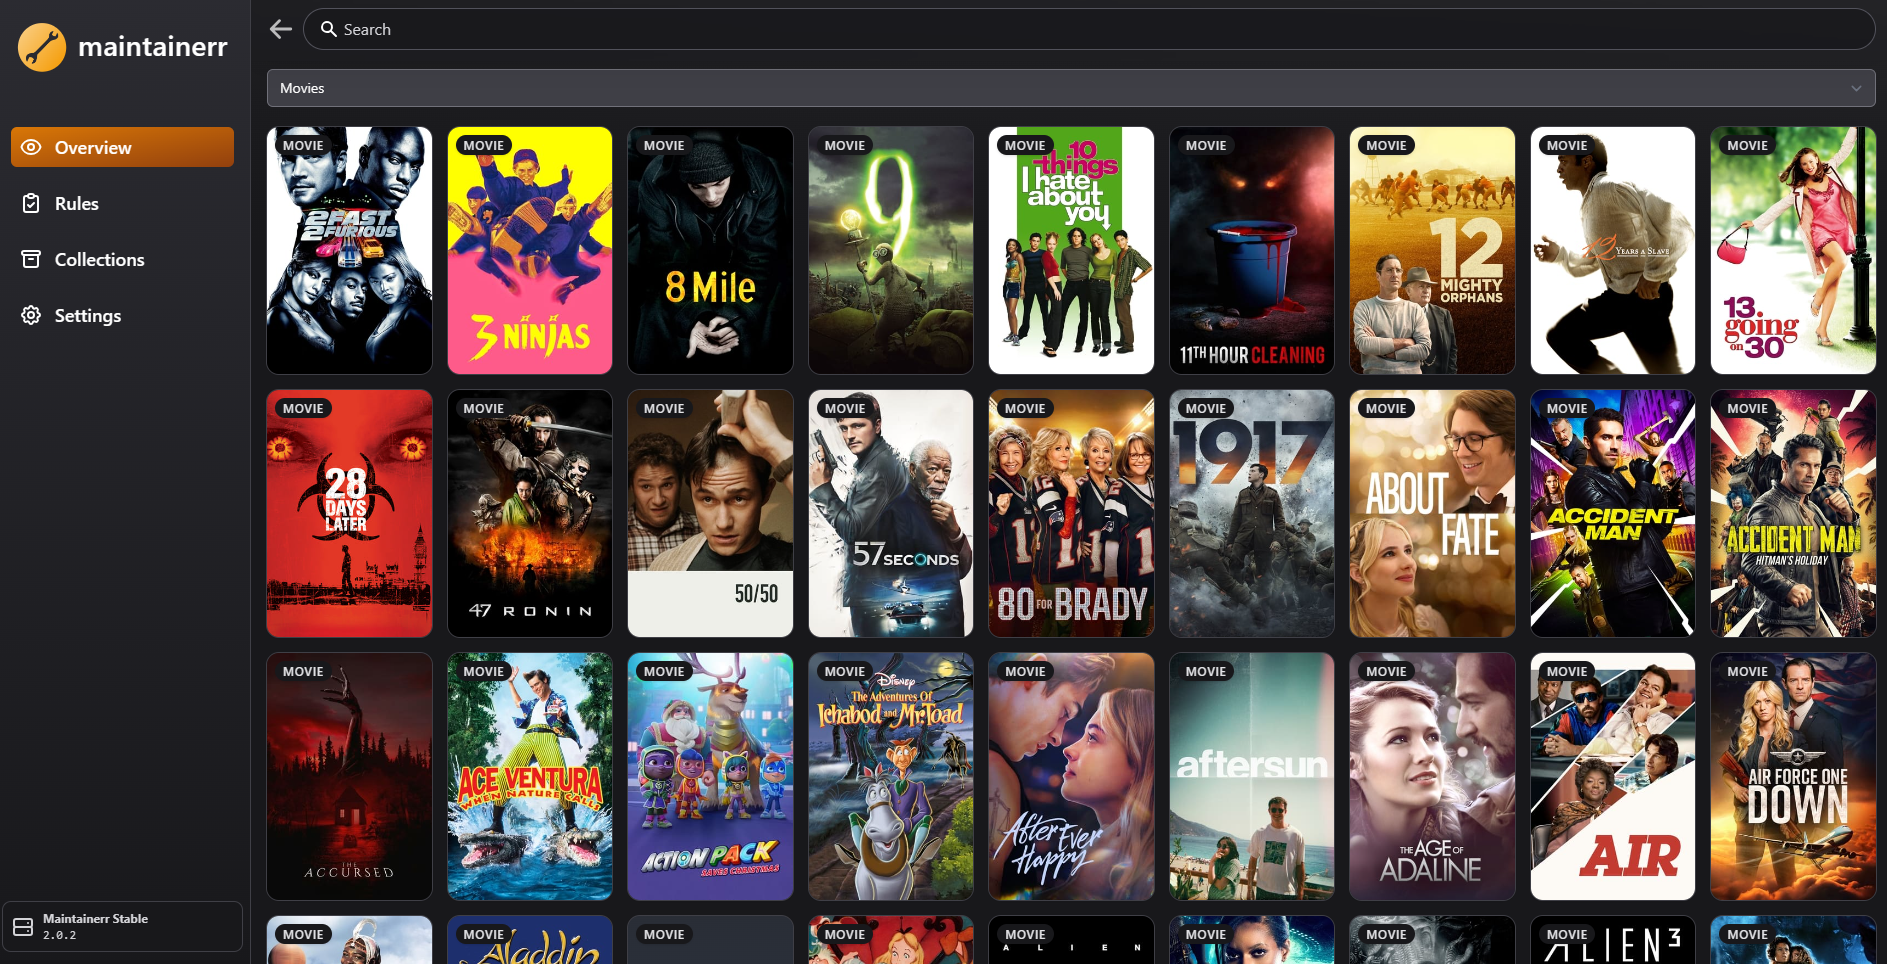 maintainerr
Search
Movies
Overview
Rules
Collections
Settings
MOVIE
2 FAST
2 FURIOUS
MOVIE
3 NINJAS
MOVIE
8 Mile
MOVIE
9
MOVIE
10
things
I hate
about
you
MOVIE
11TH HOUR CLEANING
MOVIE
12
MIGHTY
ORPHANS
MOVIE
12 YEARS A SLAVE
MOVIE
13
going
on 30
MOVIE
28
DAYS
LATER
MOVIE
47 RONIN
MOVIE
50/50
MOVIE
57 SECONDS
MOVIE
80 FOR BRADY
MOVIE
1917
MOVIE
ABOUT
FATE
MOVIE
ACCIDENT
MAN
MOVIE
ACCIDENT MAN
HITMAN'S HOLIDAY
MOVIE
THE
ACCURSED
MOVIE
ACE VENTURA
WHEN NATURE CALLS
MOVIE
ACTION PACK
SAVES CHRISTMAS
MOVIE
DISNEY
The Adventures Of
Ichabod and Mr. Toad
MOVIE
After Ever
Happy
MOVIE
aftersun
MOVIE
THE AGE OF
ADALINE
MOVIE
AIR
MOVIE
AIR FORCE ONE
DOWN
MOVIE
MOVIE
Aladdin
MOVIE
MOVIE
MOVIE
A L I E N
MOVIE
MOVIE
MOVIE
ALIEN 3
MOVIE
Maintainerr Stable
2.0.2